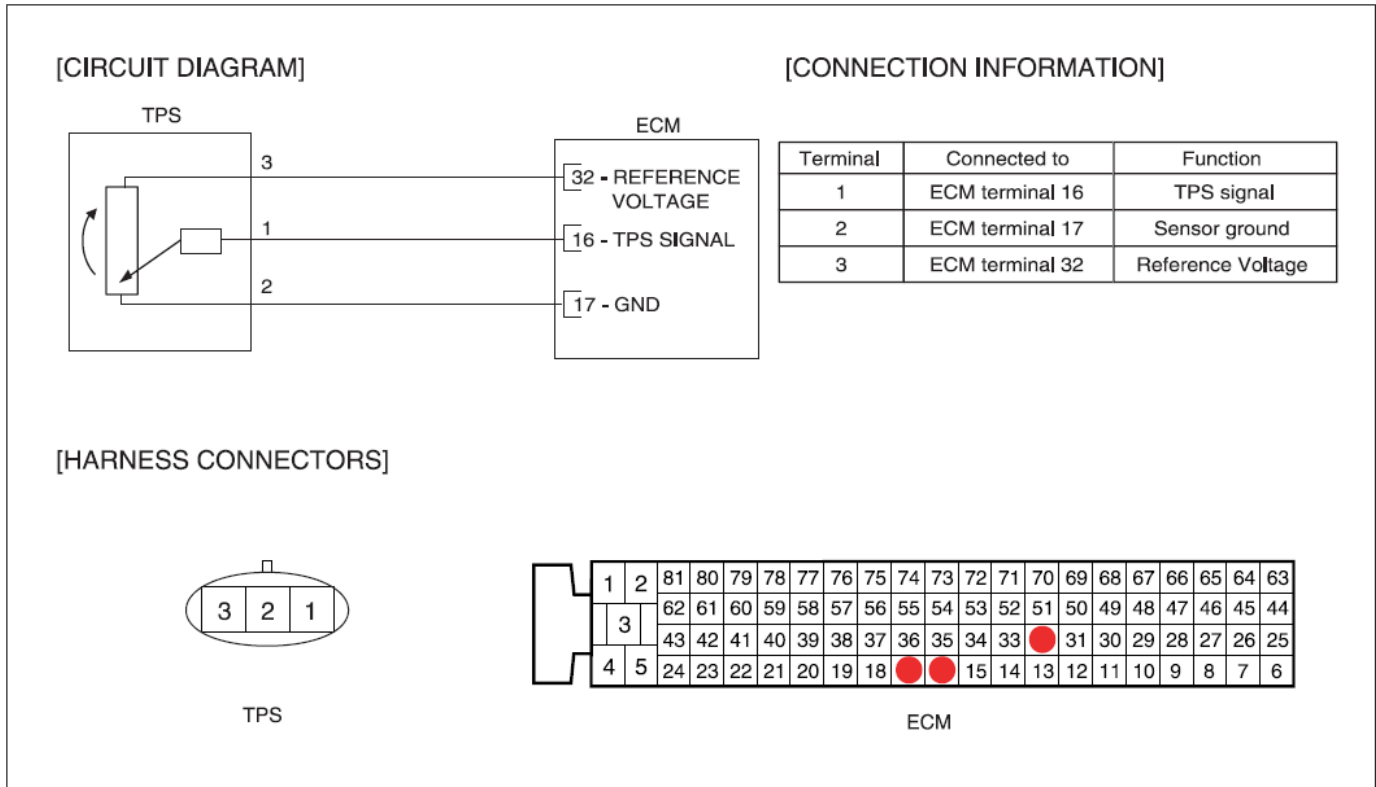 [CIRCUIT DIAGRAM]
TPS
ECM
3
32 - REFERENCE
VOLTAGE
1
16 - TPS SIGNAL
2
17 - GND
[CONNECTION INFORMATION]
Terminal Connected to Function
1 ECM terminal 16 TPS signal
2 ECM terminal 17 Sensor ground
3 ECM terminal 32 Reference Voltage
[HARNESS CONNECTORS]
3 2 1
TPS
1 2 81 80 79 78 77 76 75 74 73 72 71 70 69 68 67 66 65 64 63
3 62 61 60 59 58 57 56 55 54 53 52 51 50 49 48 47 46 45 44
43 42 41 40 39 38 37 36 35 34 33 31 30 29 28 27 26 25
4 5 24 23 22 21 20 19 18 15 14 13 12 11 10 9 8 7 6
ECM